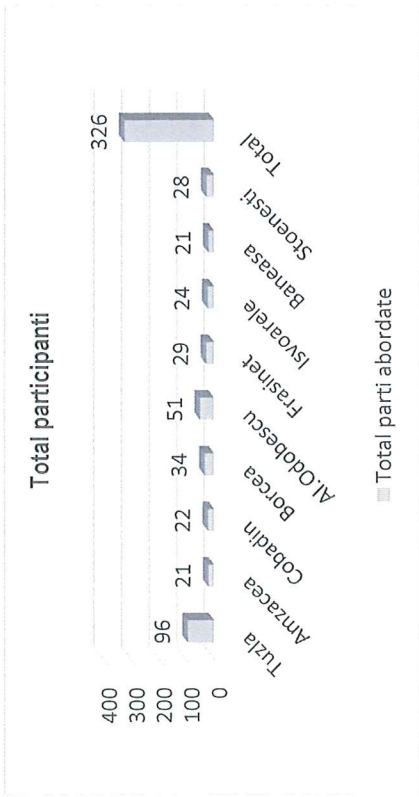 Total participanti
400
300
200
100
0
96
21
22
34
51
29
24
21
28
326
Tuzla
Amzacea
Cobadin
Borcea
Al.Odobescu
Frasinet
Isvoarele
Baneasa
Stoenesti
Total
Total parti abordate